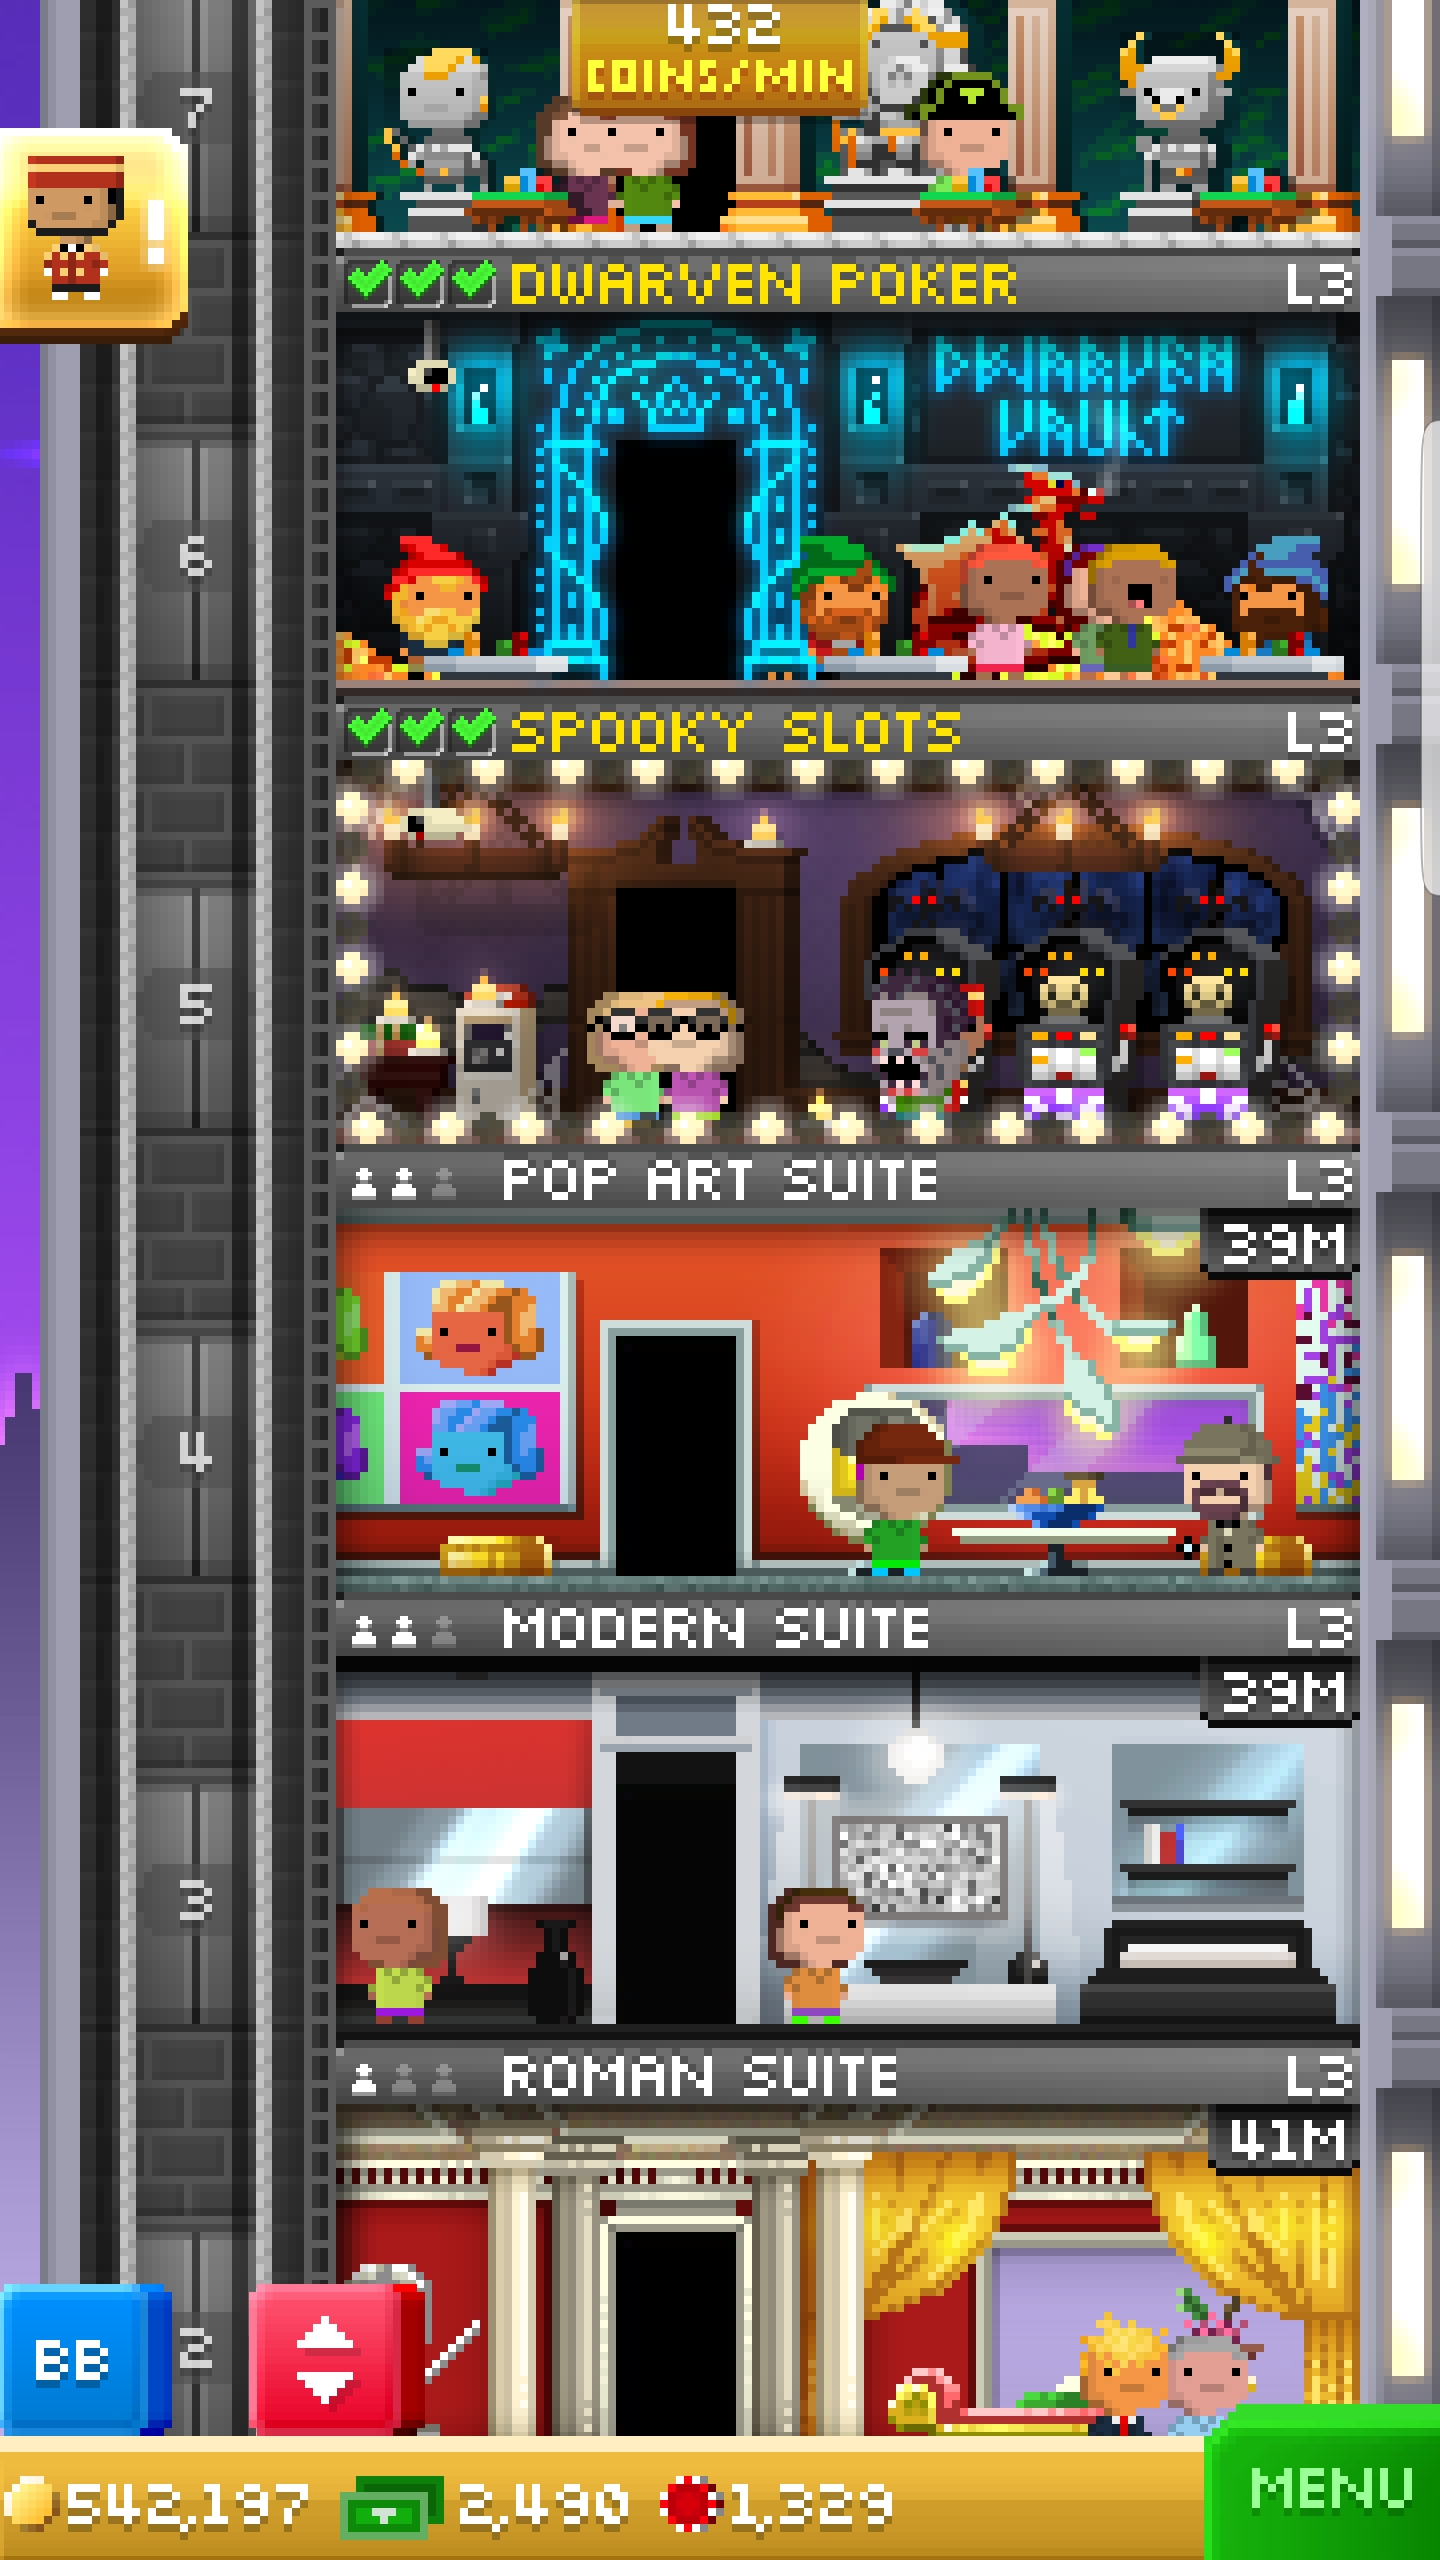 432
COINS/MIN
7
!
DWARVEN POKER L3
DWARVEN
VAULT
6
SPOOKY SLOTS L3
5
POP ART SUITE L3
39M
4
MODERN SUITE L3
39M
3
ROMAN SUITE L3
41M
BB
2
542,197 2,490 1,329
MENU